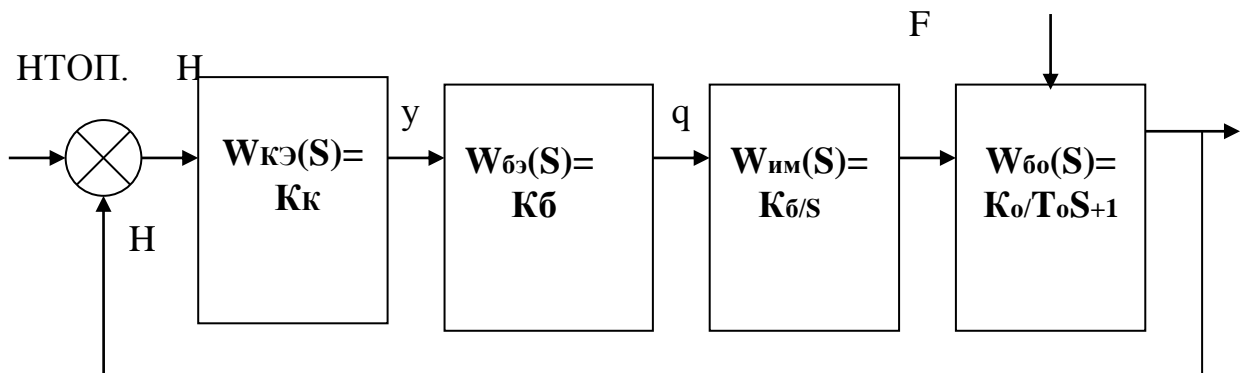 F
НТОП. Н
y
q
WКЭ(S)=
Кк
Wбэ(S)=
Кб
Wим(S)=
Кб/S
Wбо(S)=
Ко/ТоS+1
Н